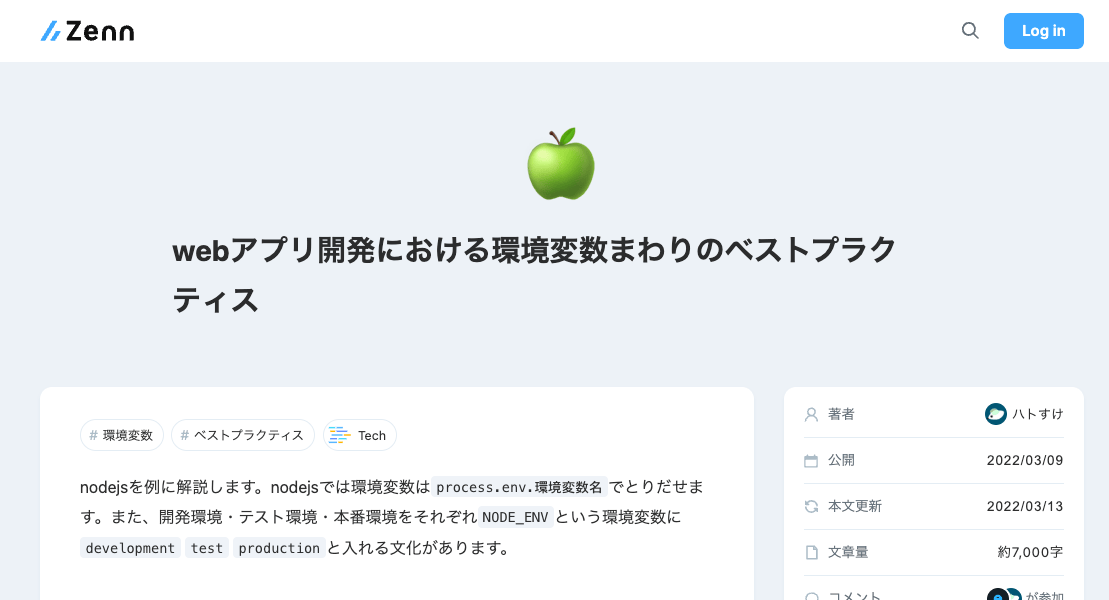 Zenn
Log in
webアプリ開発における環境変数まわりのベストプラク
ティス
# 環境変数
# ベストプラクティス
Tech
nodejsを例に解説します。nodejsでは環境変数は process.env.環境変数名 でとりだせま
す。また、開発環境・テスト環境・本番環境をそれぞれ NODE_ENV という環境変数に
development test production と入れる文化があります。
著者 ハトすけ
公開 2022/03/09
本文更新 2022/03/13
文章量 約7,000字
コメント が参加